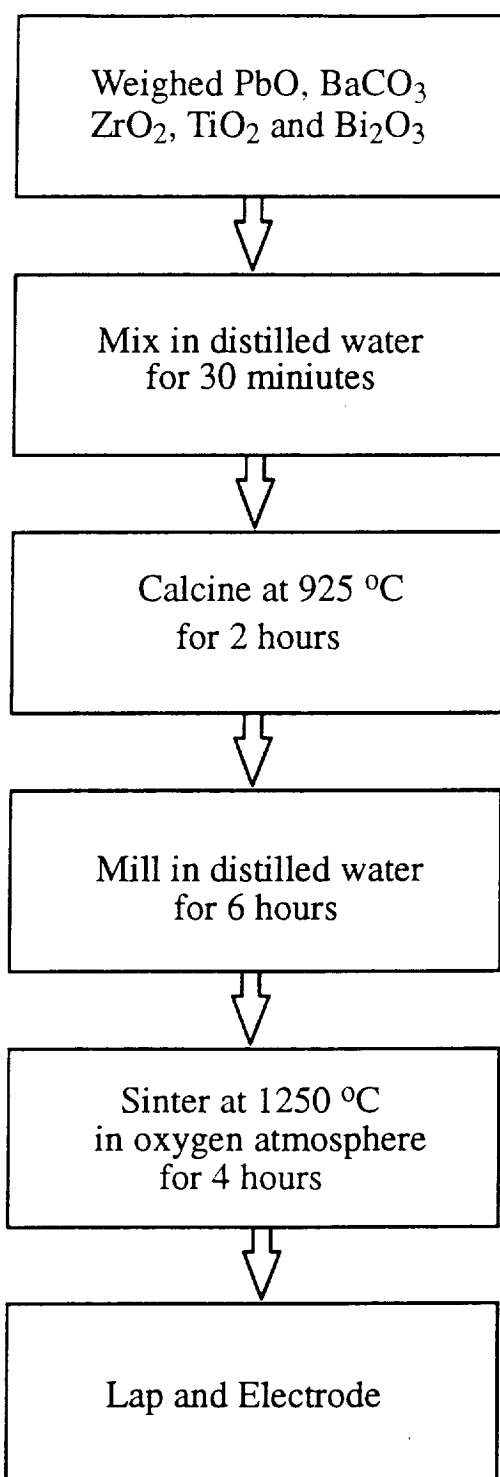 Weighed PbO, BaCO₃
ZrO₂, TiO₂ and Bi₂O₃
Mix in distilled water
for 30 miniutes
Calcine at 925 °C
for 2 hours
Mill in distilled water
for 6 hours
Sinter at 1250 °C
in oxygen atmosphere
for 4 hours
Lap and Electrode